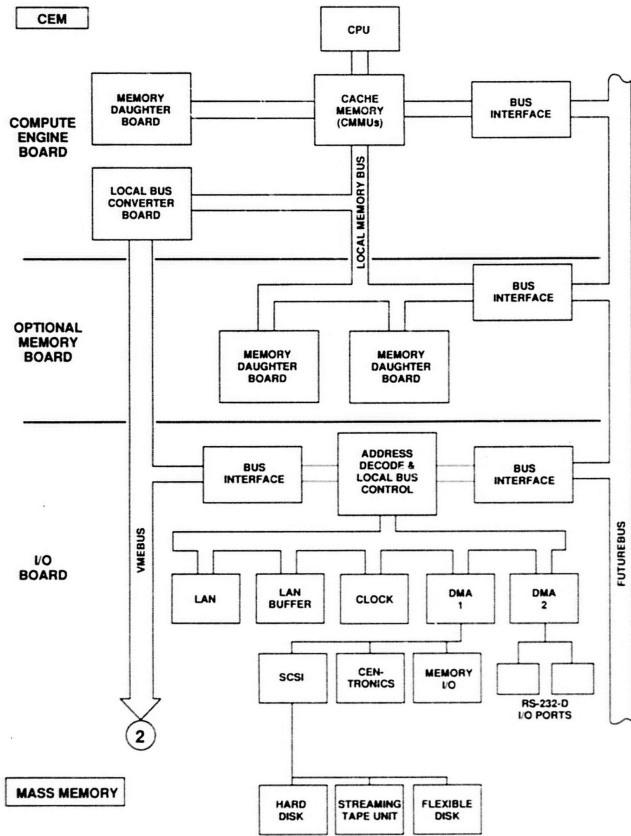 CEM
CPU
MEMORY
DAUGHTER
BOARD
CACHE
MEMORY
(CMMUs)
BUS
INTERFACE
COMPUTE
ENGINE
BOARD
LOCAL BUS
CONVERTER
BOARD
LOCAL MEMORY BUS
OPTIONAL
MEMORY
BOARD
BUS
INTERFACE
MEMORY
DAUGHTER
BOARD
MEMORY
DAUGHTER
BOARD
BUS
INTERFACE
ADDRESS
DECODE &
LOCAL BUS
CONTROL
BUS
INTERFACE
I/O
BOARD
VMEBUS
FUTUREBUS
LAN
LAN
BUFFER
CLOCK
DMA
1
DMA
2
SCSI
CEN-
TRONICS
MEMORY
I/O
RS-232-D
I/O PORTS
2
MASS MEMORY
HARD
DISK
STREAMING
TAPE UNIT
FLEXIBLE
DISK